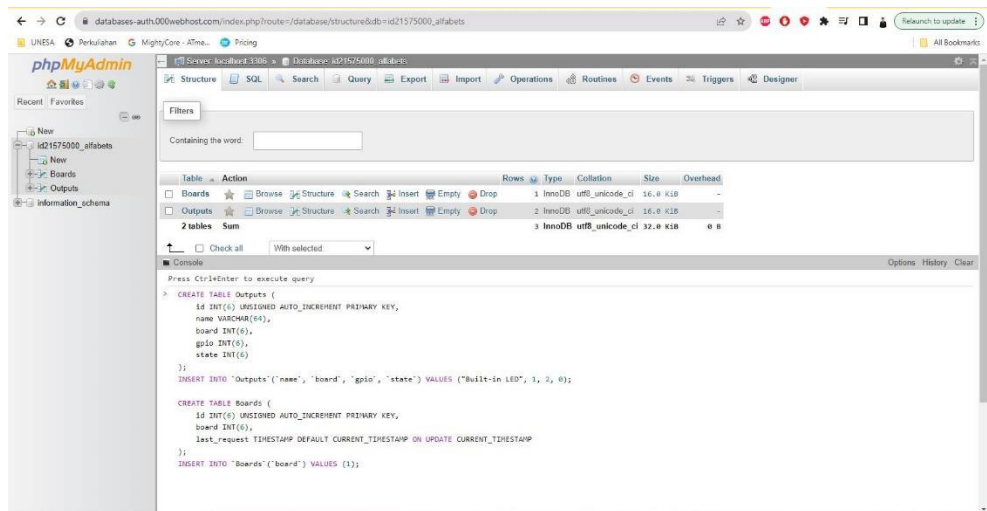 databases-auth.000webhost.com/index.php?route=/database/structure&db=id21575000_alfabets
Relaunch to update
UNESA Perkuliahan MightyCore - ATme... Pricing All Bookmarks
phpMyAdmin
Recent Favorites
New
id21575000_alfabets
New
Boards
Outputs
information_schema
Server: localhost:3306 » Database: id21575000_alfabets
Structure SQL Search Query Export Import Operations Routines Events Triggers Designer
Filters
Containing the word:
Table Action Rows Type Collation Size Overhead
Boards Browse Structure Search Insert Empty Drop 1 InnoDB utf8_unicode_ci 16.0 KiB -
Outputs Browse Structure Search Insert Empty Drop 2 InnoDB utf8_unicode_ci 16.0 KiB -
2 tables Sum 3 InnoDB utf8_unicode_ci 32.0 KiB 0 B
Check all With selected:
Console Options History Clear
Press Ctrl+Enter to execute query
> CREATE TABLE Outputs (
id INT(6) UNSIGNED AUTO_INCREMENT PRIMARY KEY,
name VARCHAR(64),
board INT(6),
gpio INT(6),
state INT(6)
);
INSERT INTO `Outputs`(`name`, `board`, `gpio`, `state`) VALUES ("Built-in LED", 1, 2, 0);
CREATE TABLE Boards (
id INT(6) UNSIGNED AUTO_INCREMENT PRIMARY KEY,
board INT(6),
last_request TIMESTAMP DEFAULT CURRENT_TIMESTAMP ON UPDATE CURRENT_TIMESTAMP
);
INSERT INTO `Boards`(`board`) VALUES (1);